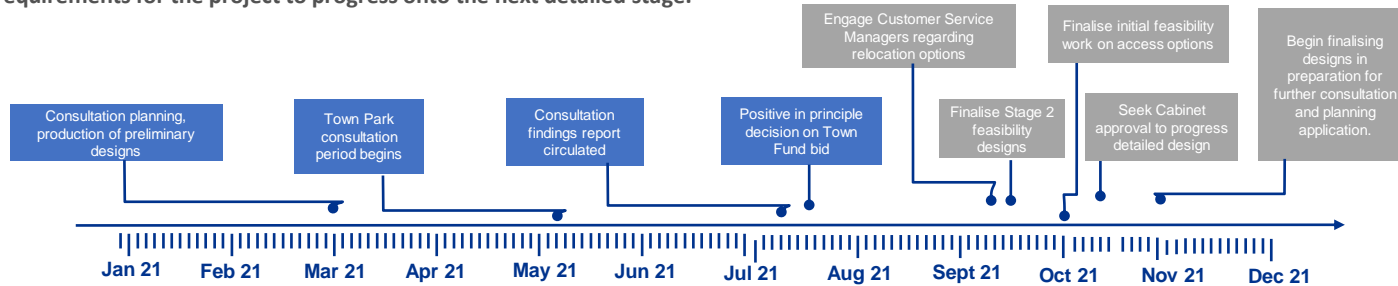 equirements for the project to progress onto the next detailed stage.
Consultation planning,
production of preliminary
designs
Town Park
consultation
period begins
Consultation
findings report
circulated
Positive in principle
decision on Town
Fund bid
Engage Customer Service
Managers regarding
relocation options
Finalise Stage 2
feasibility
designs
Finalise initial feasibility
work on access options
Seek Cabinet
approval to progress
detailed design
Begin finalising
designs in
preparation for
further consultation
and planning
application.
Jan 21 Feb 21 Mar 21 Apr 21 May 21 Jun 21 Jul 21 Aug 21 Sept 21 Oct 21 Nov 21 Dec 21